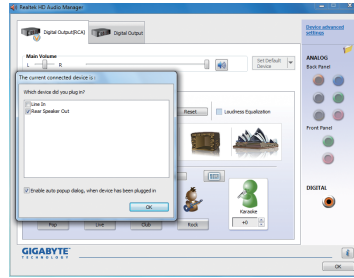 Realtek HD Audio Manager
Digital Output(RCA)
Digital Output
Device advanced
settings
Main Volume
L
R
Set Default
Device
ANALOG
Back Panel
The current connected device is :
Which device did you plug in?
Line In
Rear Speaker Out
Reset
Loudness Equalization
Front Panel
Enable auto popup dialog, when device has been plugged in
OK
Karaoke
DIGITAL
Pop
Live
Club
Rock
+0
GIGABYTE
TECHNOLOGY
i
OK